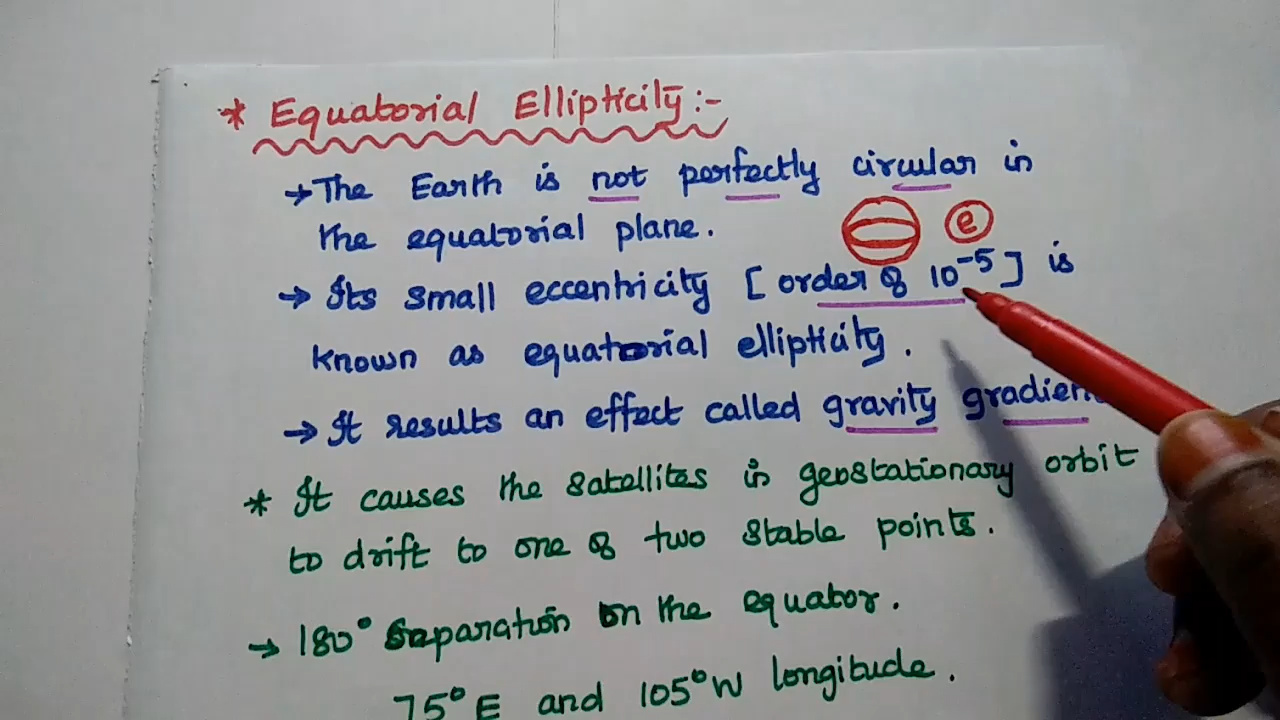 * Equatorial Ellipticity :-
→ The Earth is not perfectly circular in
the equatorial plane.
e
→ Its small eccentricity [ order of 10⁻⁵ ] is
known as equatorial ellipticity.
→ It results an effect called gravity gradient
* It causes the satellites in geostationary orbit
to drift to one of two stable points.
→ 180° Separation on the equator.
75° E and 105° W longitude.